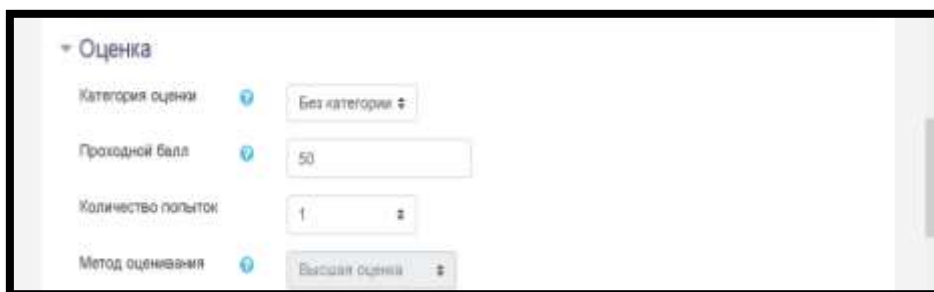 Оценка
Категория оценки Без категории
Проходной балл 50
Количество попыток 1
Метод оценивания Высшая оценка